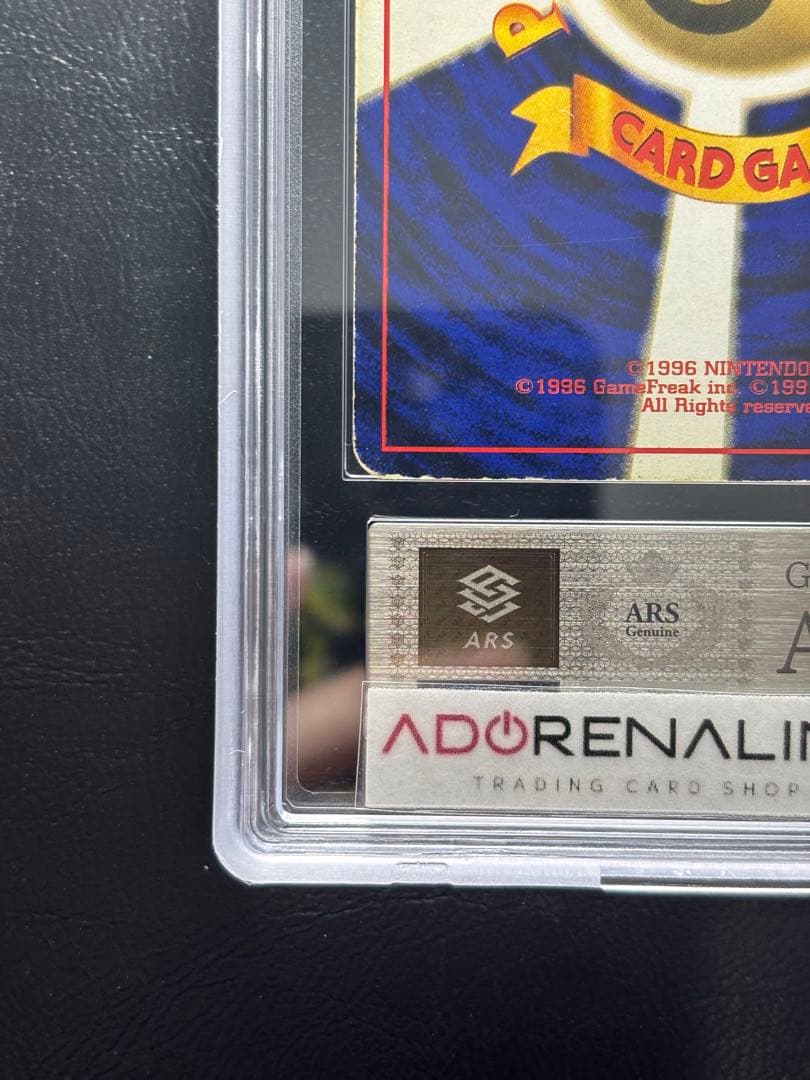 P
CARD GA
©1996 NINTENDO
©1996 GameFreak inc. ©199
All Rights reserve
ARS
ARS
Genuine
G
A
ADORENALIN
TRADING CARD SHOP